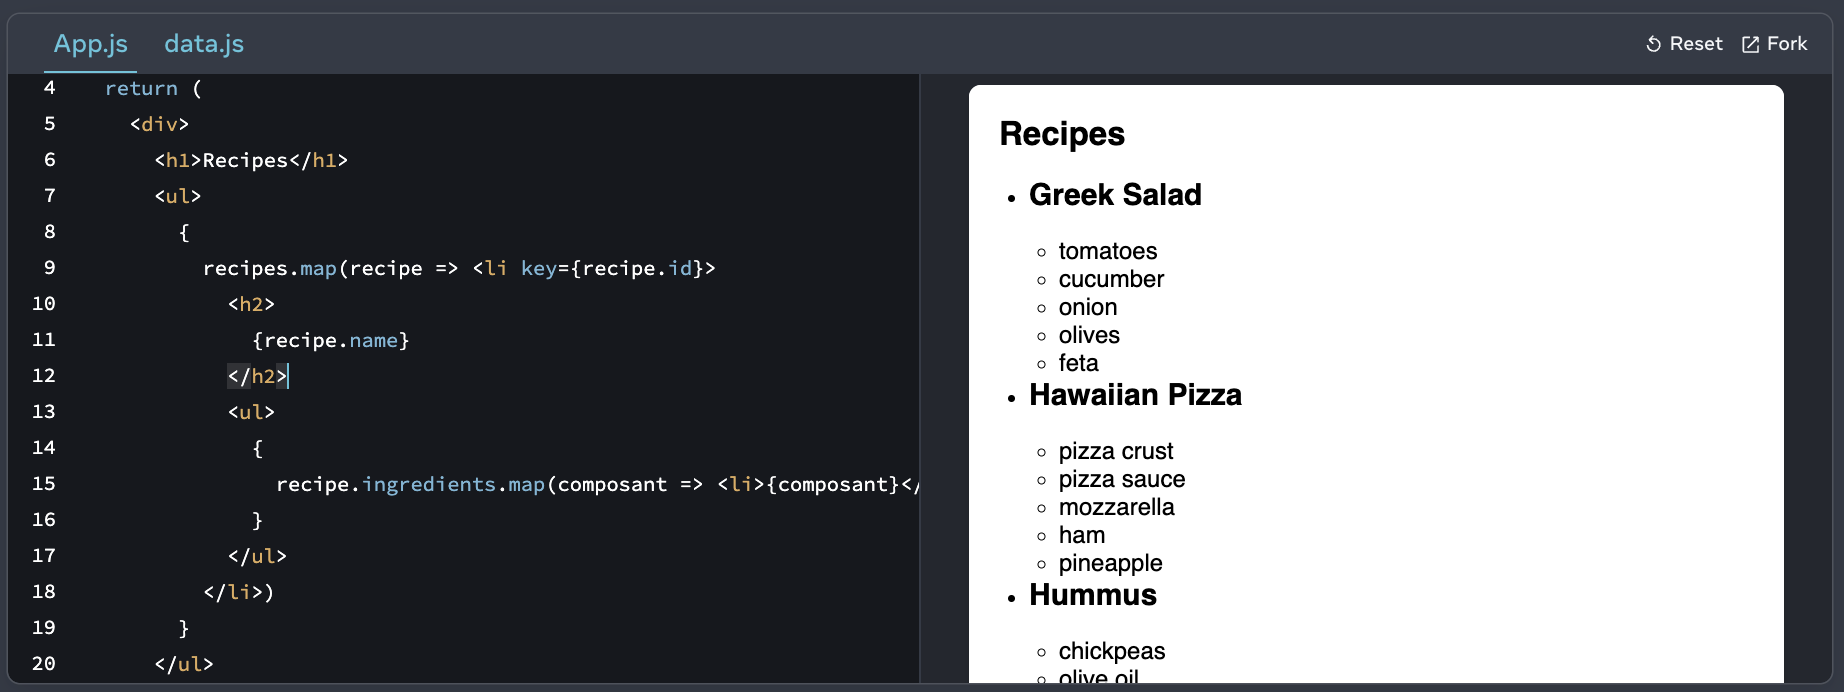 App.js data.js Reset Fork
4 return (
5 <div>
6 <h1>Recipes</h1>
7 <ul>
8 {
9 recipes.map(recipe => <li key={recipe.id}>
10 <h2>
11 {recipe.name}
12 </h2>
13 <ul>
14 {
15 recipe.ingredients.map(composant => <li>{composant}</
16 }
17 </ul>
18 </li>)
19 }
20 </ul>
Recipes
• Greek Salad
◦ tomatoes
◦ cucumber
◦ onion
◦ olives
◦ feta
• Hawaiian Pizza
◦ pizza crust
◦ pizza sauce
◦ mozzarella
◦ ham
◦ pineapple
• Hummus
◦ chickpeas
◦ olive oil